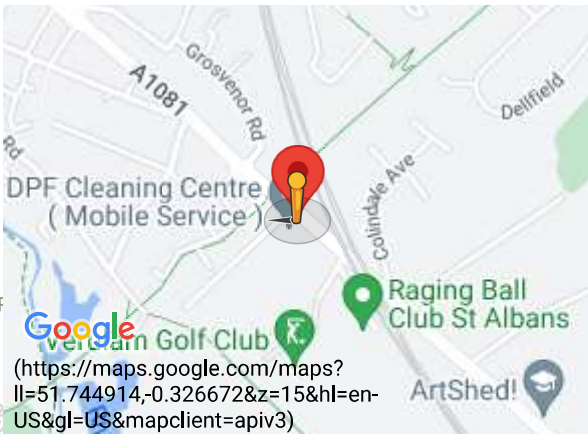 Grosvenor Rd
A1081
Dellfield
Rd
DPF Cleaning Centre
( Mobile Service )
Colindale Ave
Raging Ball
Club St Albans
Google
Verulam Golf Club
(https://maps.google.com/maps?
ll=51.744914,-0.326672&z=15&hl=en-
US&gl=US&mapclient=apiv3)
ArtShed!